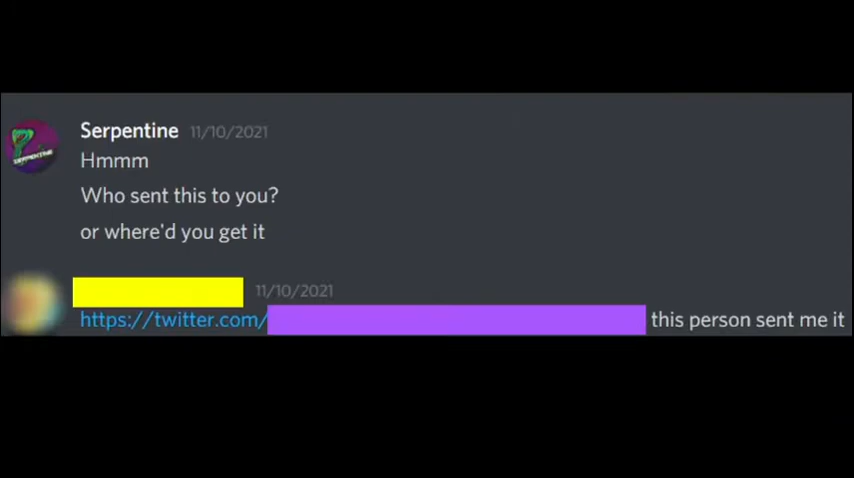 Serpentine 11/10/2021
Hmmm
Who sent this to you?
or where'd you get it
SERPENTINE
11/10/2021
https://twitter.com/ this person sent me it